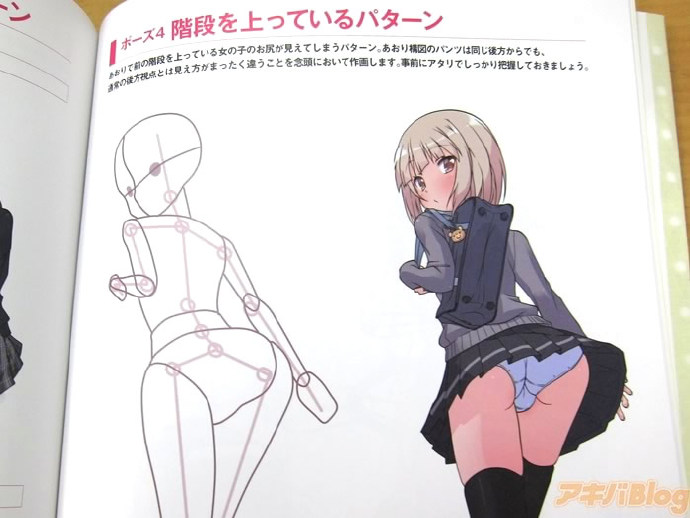 ン
ポーズ4 階段を上っているパターン
あおりで前の階段を上っている女の子のお尻が見えてしまうパターン。あおり構図のパンツは同じ後方からでも、
通常の後方視点とは見え方がまったく違うことを念頭において作画します。事前にアタリでしっかり把握しておきましょう。
アキバBlog